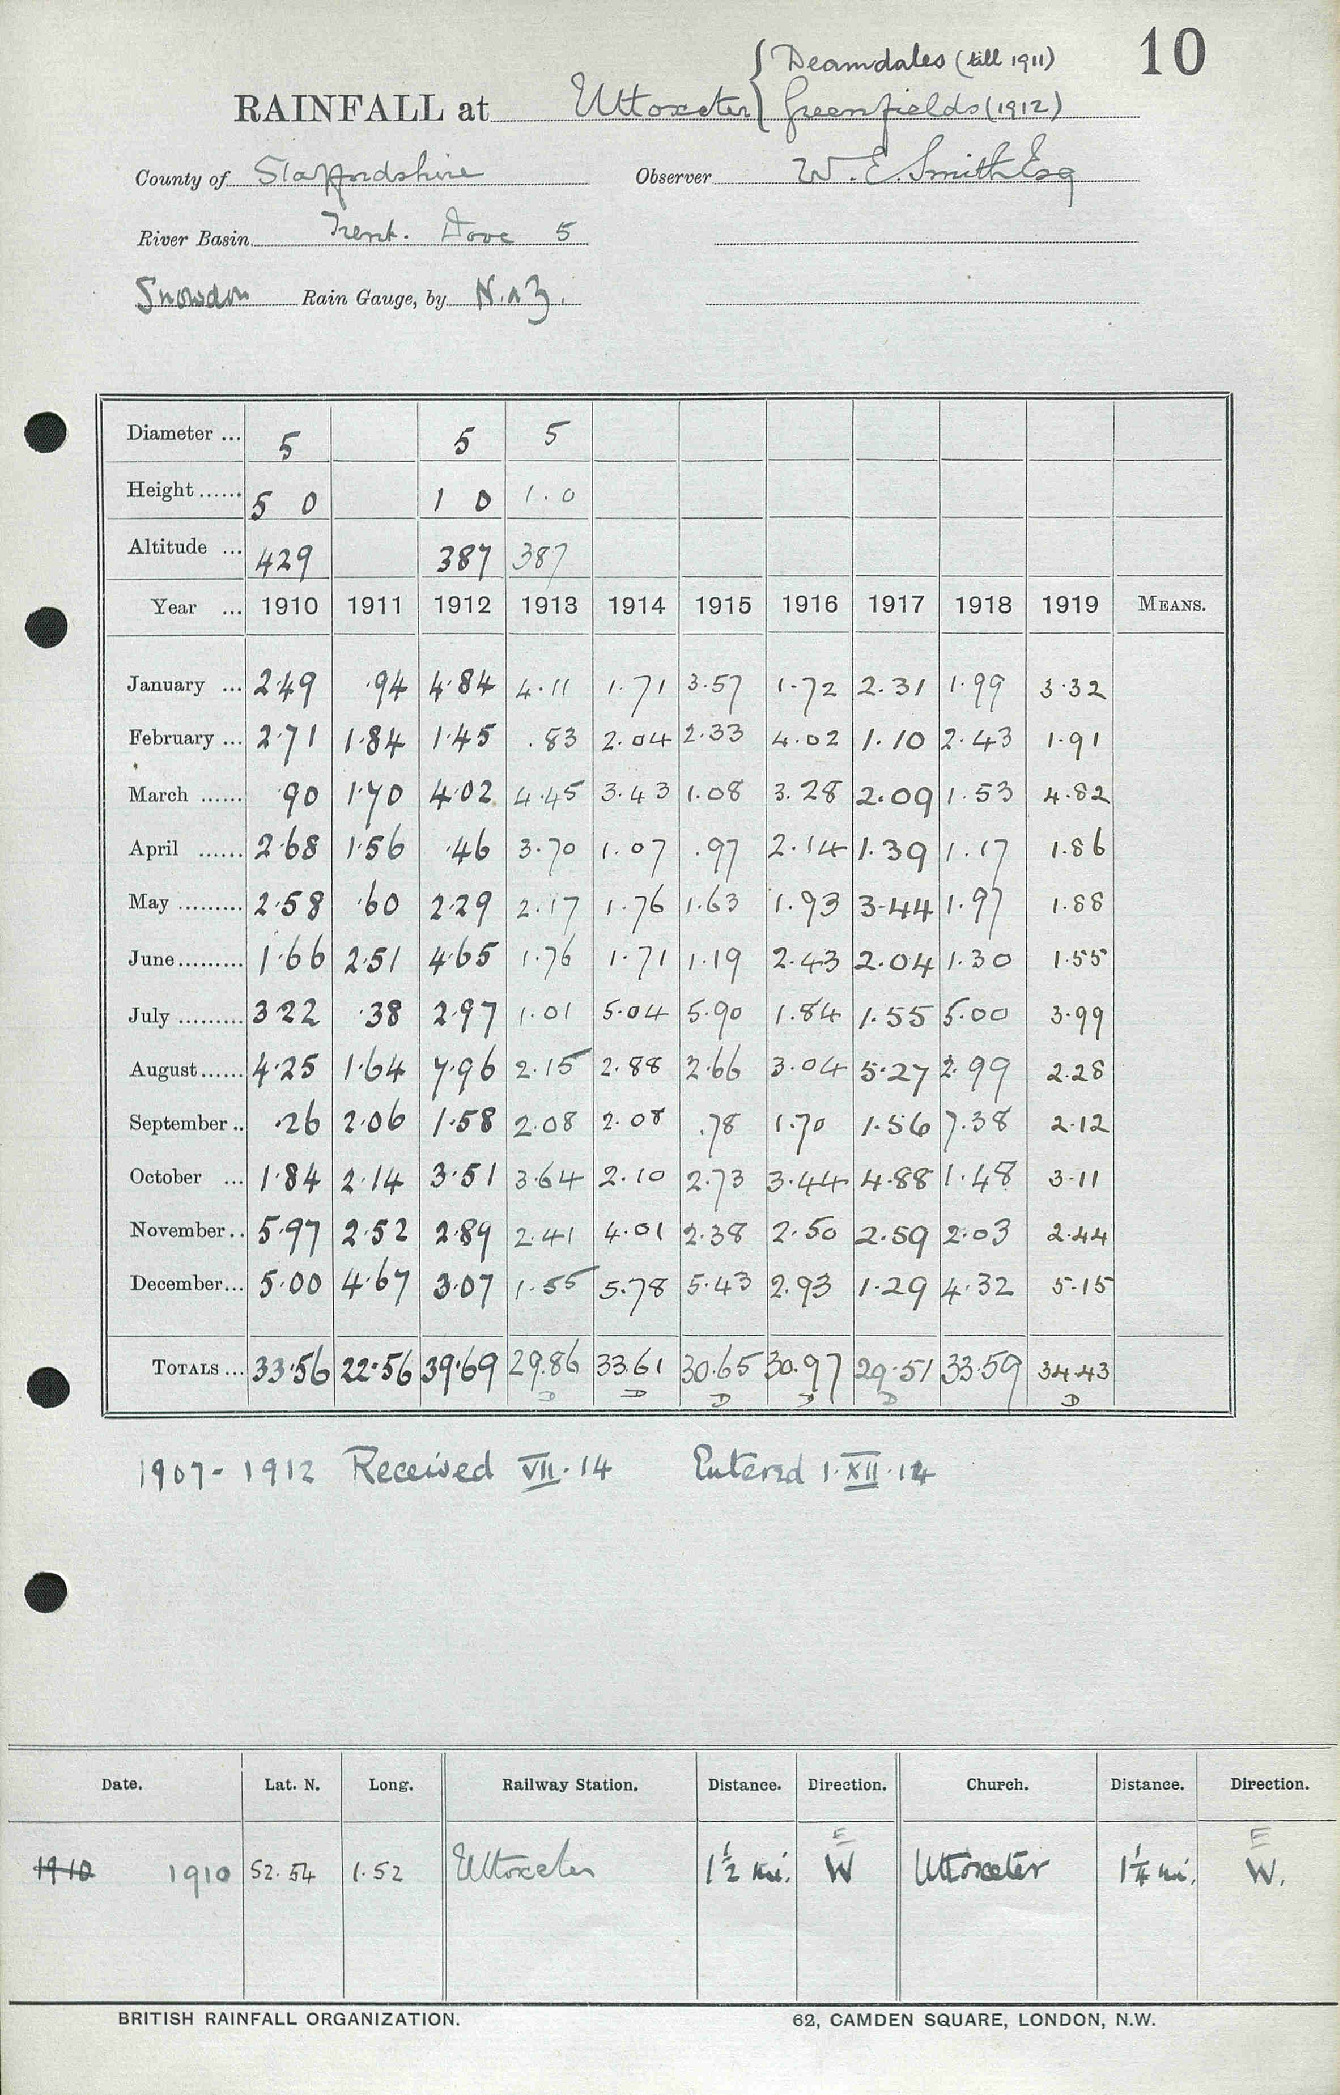 10
Deamdales (till 1911)
RAINFALL at Uttoxeter { Greenfields (1912)
County of Staffordshire Observer W. E. Smith Esq
River Basin Trent. Dove 5
Snowdon Rain Gauge, by N. & Z.
Diameter ... 5 5 5
Height ...... 5 0 1 0 1.0
Altitude ... 429 387 387
Year ... 1910 1911 1912 1913 1914 1915 1916 1917 1918 1919 MEANS.
January ... 2.49 .94 4.84 4.11 1.71 3.57 1.72 2.31 1.99 3.32
February ... 2.71 1.84 1.45 .83 2.04 2.33 4.02 1.10 2.43 1.91
March ...... .90 1.70 4.02 4.45 3.43 1.08 3.28 2.09 1.53 4.82
April ...... 2.68 1.56 .46 3.70 1.07 .97 2.14 1.39 1.17 1.86
May ......... 2.58 .60 2.29 2.17 1.76 1.63 1.93 3.44 1.97 1.88
June ......... 1.66 2.51 4.65 1.76 1.71 1.19 2.43 2.04 1.30 1.55
July ......... 3.22 .38 2.97 1.01 5.04 5.90 1.84 1.55 5.00 3.99
August ...... 4.25 1.64 7.96 2.15 2.88 2.66 3.04 5.27 2.99 2.28
September .. .26 2.06 1.58 2.08 2.08 .78 1.70 1.56 7.38 2.12
October ... 1.84 2.14 3.51 3.64 2.10 2.73 3.44 4.88 1.48 3.11
November .. 5.97 2.52 2.89 2.41 4.01 2.38 2.50 2.59 2.03 2.44
December ... 5.00 4.67 3.07 1.55 5.78 5.43 2.93 1.29 4.32 5.15
TOTALS ... 33.56 22.56 39.69 29.86 33.61 30.65 30.97 29.51 33.59 34.43
D D D D D D
1907-1912 Received VII.14 Entered 1.XII.14
Date. Lat. N. Long. Railway Station. Distance. Direction. Church. Distance. Direction.
E E
1910 1910 52.54 1.52 Uttoxeter 1½ mi. W Uttoxeter 1¼ mi. W.
BRITISH RAINFALL ORGANIZATION. 62, CAMDEN SQUARE, LONDON, N.W.